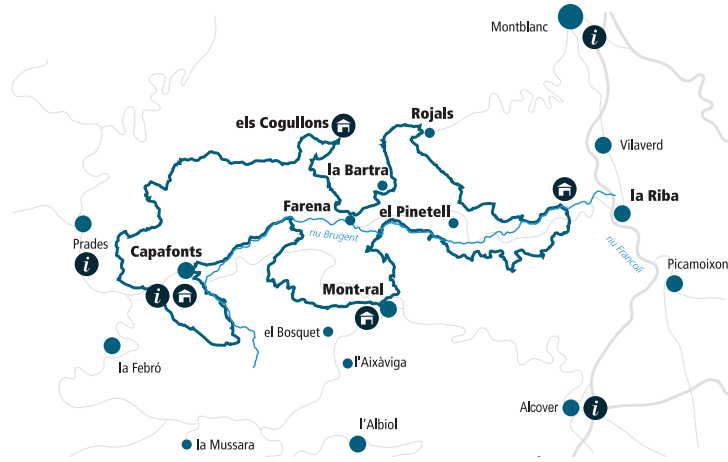 Montblanc
i
els Cogullons
Rojals
Vilaverd
la Bartra
Farena
el Pinetell
la Riba
riu Brugent
Prades
i
Capafonts
riu Francolí
Picamoixon
i
Mont-ral
el Bosquet
l'Aixàviga
la Febró
Alcover
i
l'Albiol
la Mussara